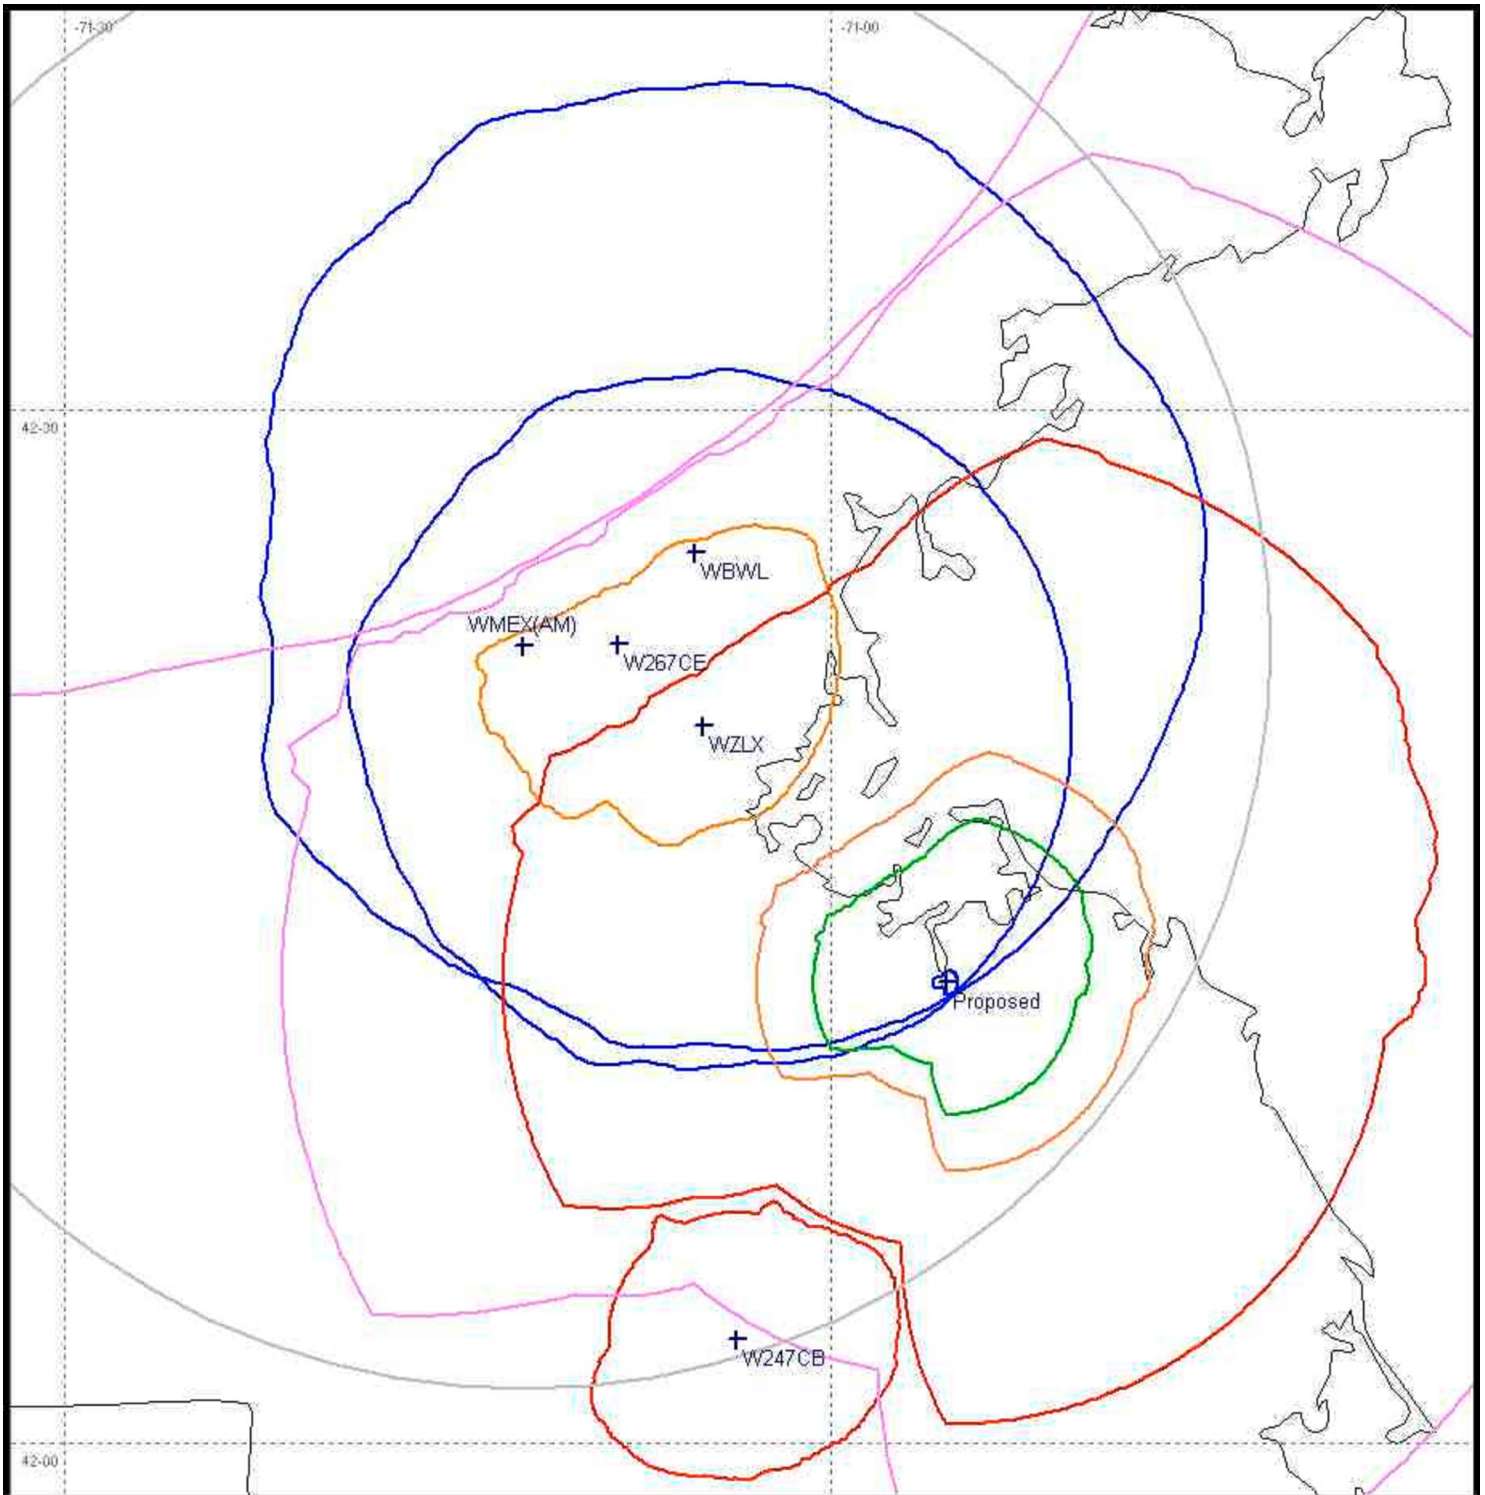 -71-30
-71-00
42-30
WBWL
WMEX(AM)
W267CE
WZLX
Proposed
W247CB
42-00